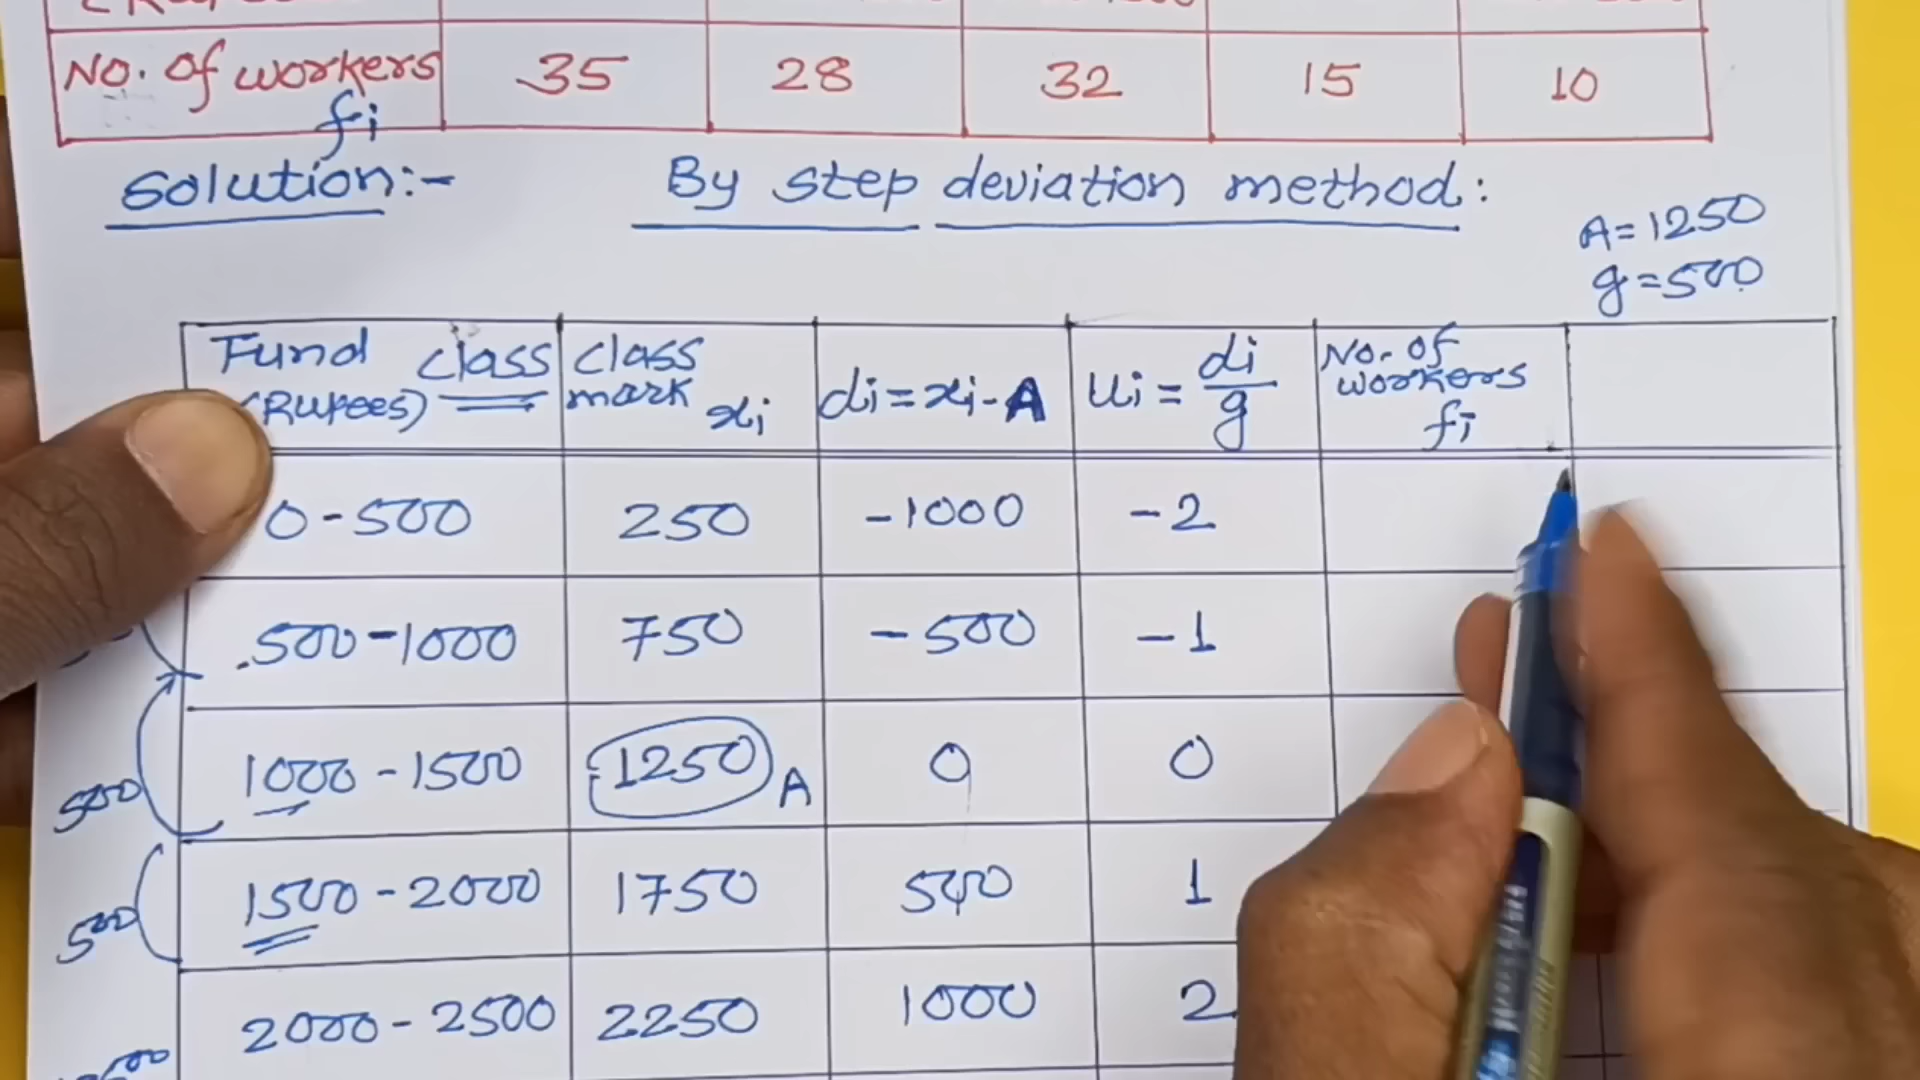 No. of workers fi 35 28 32 15 10
Solution:- By step deviation method:
A = 1250
g = 500
Fund class (Rupees) class mark xi di = xi - A ui = di/g No. of workers fi
0 - 500 250 -1000 -2
500 - 1000 750 -500 -1
1000 - 1500 1250 A 0 0
500
1500 - 2000 1750 500 1
500
2000 - 2500 2250 1000 2